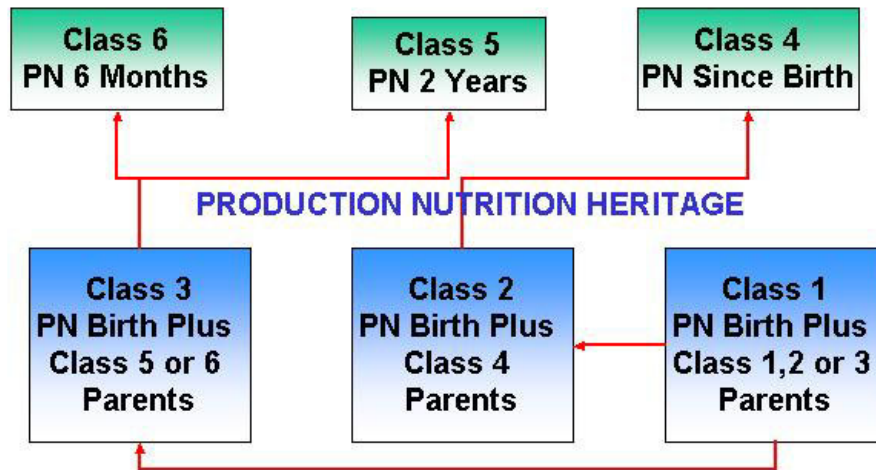 Class 6
PN 6 Months
Class 5
PN 2 Years
Class 4
PN Since Birth
PRODUCTION NUTRITION HERITAGE
Class 3
PN Birth Plus
Class 5 or 6
Parents
Class 2
PN Birth Plus
Class 4
Parents
Class 1
PN Birth Plus
Class 1,2 or 3
Parents